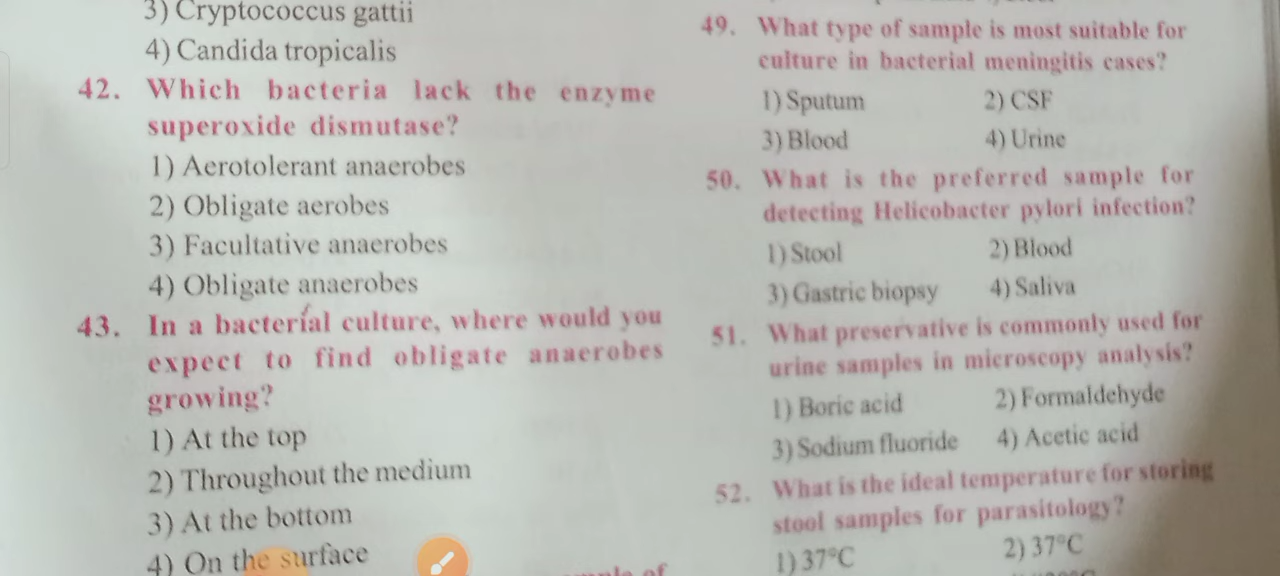 3) Cryptococcus gattii
4) Candida tropicalis
42. Which bacteria lack the enzyme
superoxide dismutase?
1) Aerotolerant anaerobes
2) Obligate aerobes
3) Facultative anaerobes
4) Obligate anaerobes
43. In a bacterial culture, where would you
expect to find obligate anaerobes
growing?
1) At the top
2) Throughout the medium
3) At the bottom
4) On the surface
49. What type of sample is most suitable for
culture in bacterial meningitis cases?
1) Sputum 2) CSF
3) Blood 4) Urine
50. What is the preferred sample for
detecting Helicobacter pylori infection?
1) Stool 2) Blood
3) Gastric biopsy 4) Saliva
51. What preservative is commonly used for
urine samples in microscopy analysis?
1) Boric acid 2) Formaldehyde
3) Sodium fluoride 4) Acetic acid
52. What is the ideal temperature for storing
stool samples for parasitology?
1) 37°C 2) 37°C